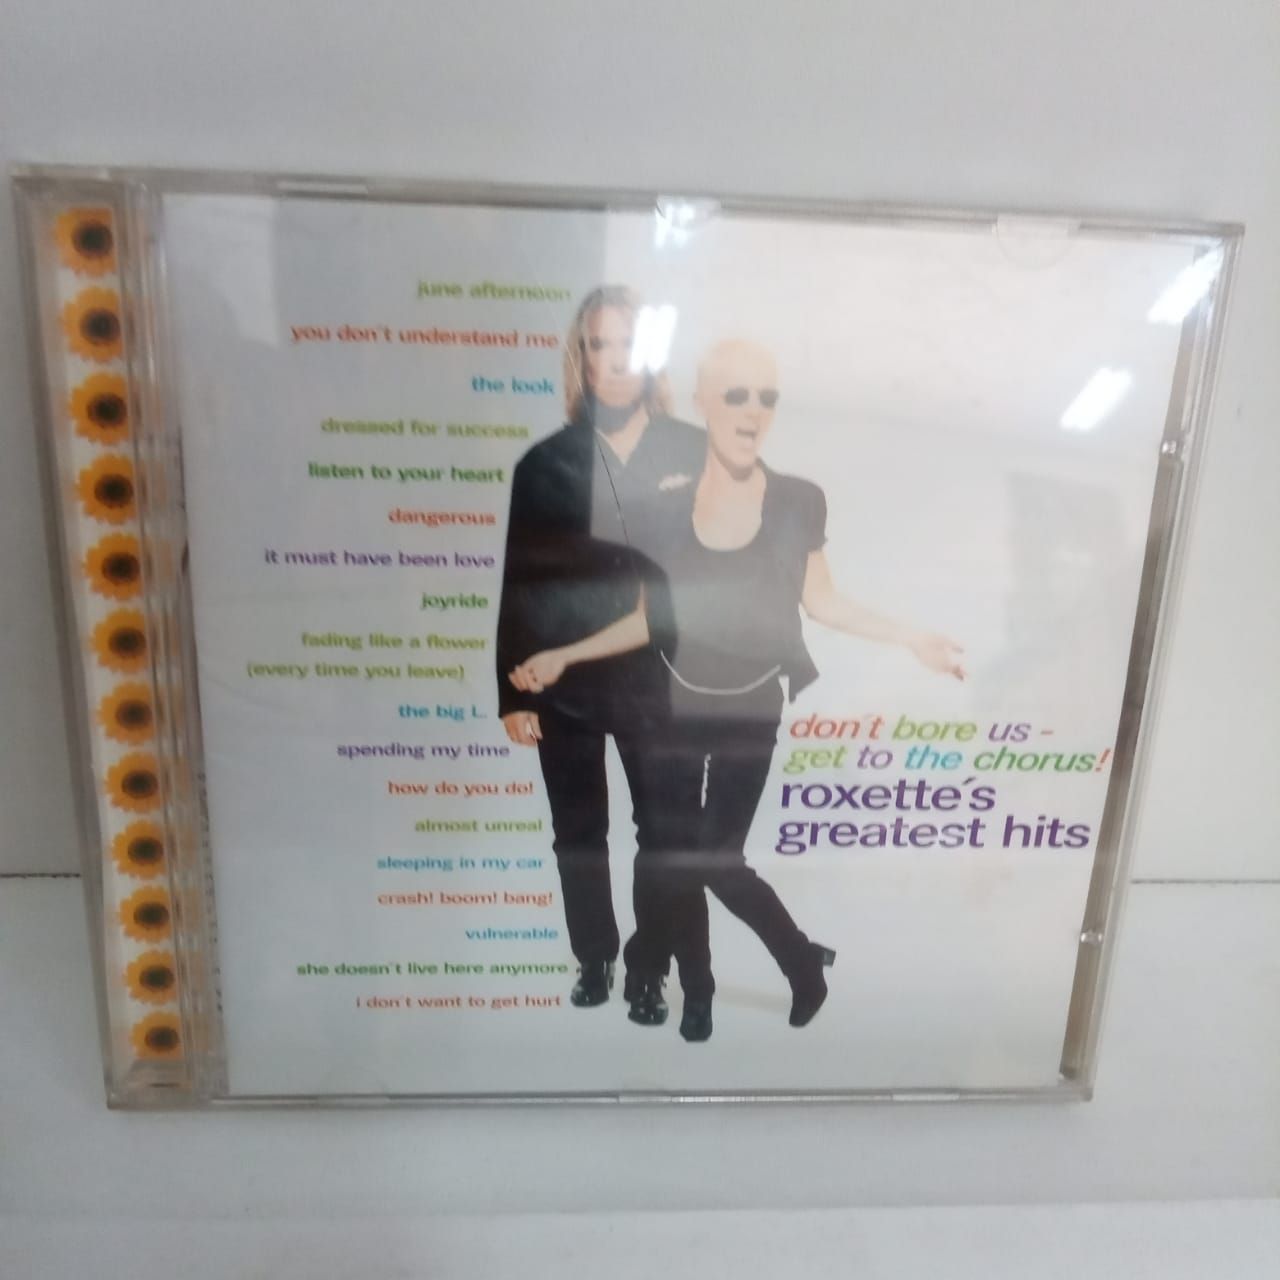 june afternoon
you don't understand me
the look
dressed for success
listen to your heart
dangerous
it must have been love
joyride
fading like a flower
(every time you leave)
the big L.
spending my time
how do you do!
almost unreal
sleeping in my car
crash! boom! bang!
vulnerable
she doesn't live here anymore
i don't want to get hurt
don't bore us -
get to the chorus!
roxette's
greatest hits